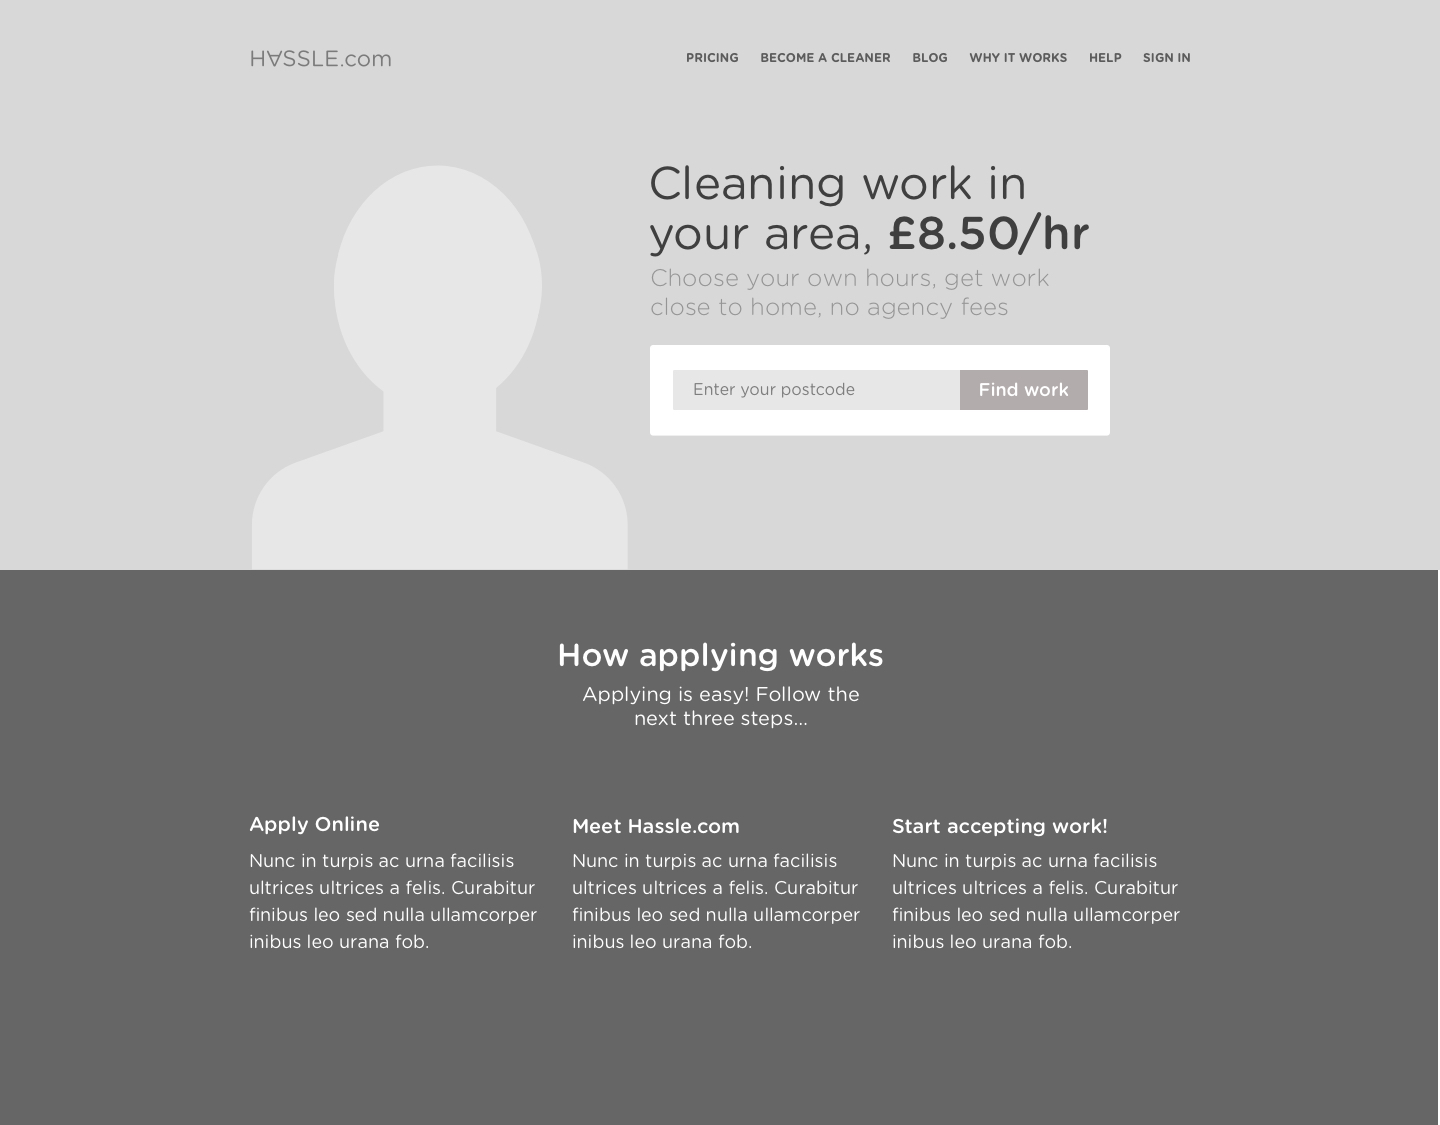 H∀SSLE.com
PRICING BECOME A CLEANER BLOG WHY IT WORKS HELP SIGN IN
Cleaning work in
your area, £8.50/hr
Choose your own hours, get work
close to home, no agency fees
Enter your postcode Find work
How applying works
Applying is easy! Follow the
next three steps...
Apply Online
Nunc in turpis ac urna facilisis
ultrices ultrices a felis. Curabitur
finibus leo sed nulla ullamcorper
inibus leo urana fob.
Meet Hassle.com
Nunc in turpis ac urna facilisis
ultrices ultrices a felis. Curabitur
finibus leo sed nulla ullamcorper
inibus leo urana fob.
Start accepting work!
Nunc in turpis ac urna facilisis
ultrices ultrices a felis. Curabitur
finibus leo sed nulla ullamcorper
inibus leo urana fob.